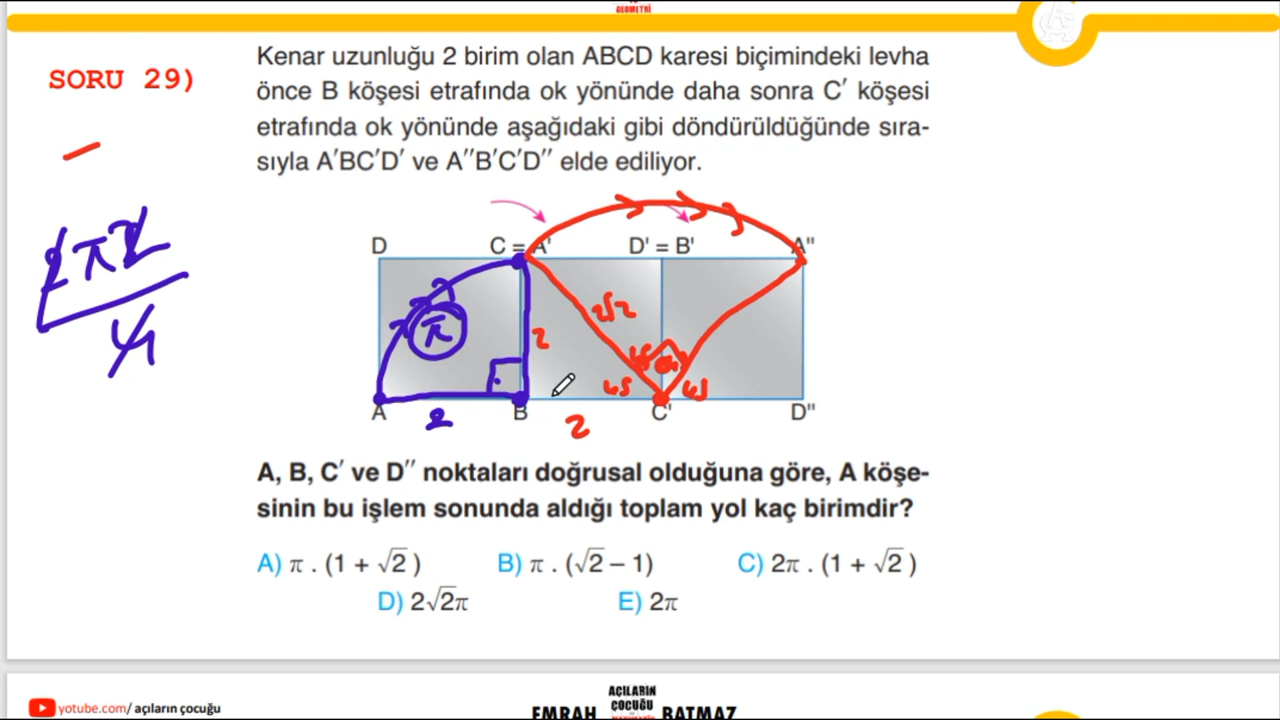 GEOMETRİ
SORU 29)
Kenar uzunluğu 2 birim olan ABCD karesi biçimindeki levha
önce B köşesi etrafında ok yönünde daha sonra C′ köşesi
etrafında ok yönünde aşağıdaki gibi döndürüldüğünde sıra-
sıyla A′BC′D′ ve A′′B′C′D′′ elde ediliyor.
2π2
4
D C = A' D' = B' A"
π 2 2√2
45 45 45
A B C' D"
2 2
A, B, C′ ve D′′ noktaları doğrusal olduğuna göre, A köşe-
sinin bu işlem sonunda aldığı toplam yol kaç birimdir?
A) π . (1 + √2 ) B) π . (√2 – 1) C) 2π . (1 + √2 )
D) 2√2π E) 2π
yotube.com/ açıların çocuğu
AÇILARIN
ÇOCUĞU
EMRAH BATMAZ